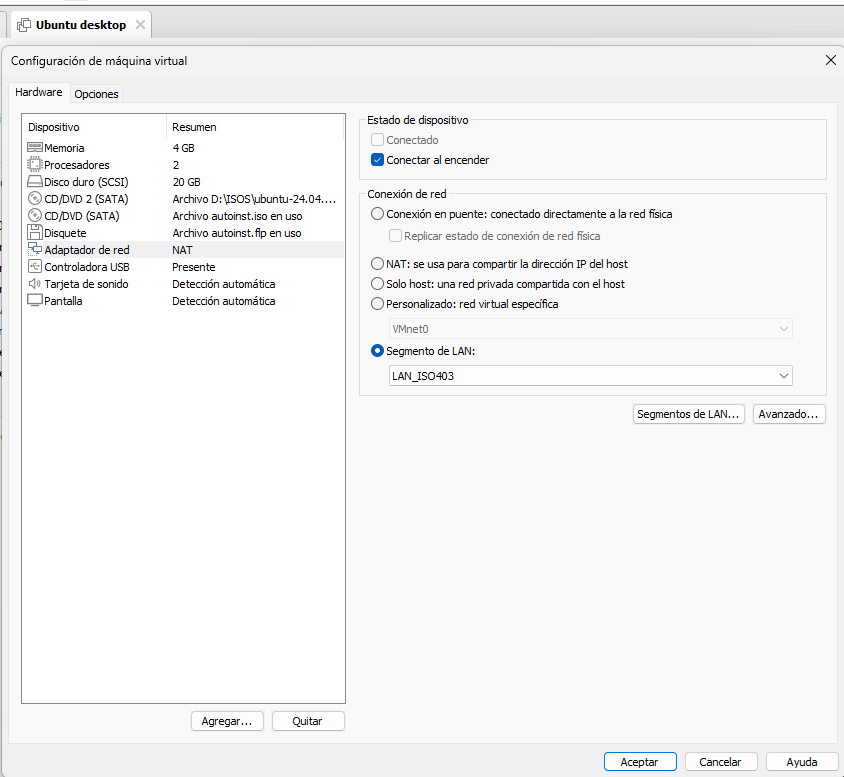 Ubuntu desktop
Configuración de máquina virtual
Hardware
Opciones
Dispositivo Resumen
Memoria 4 GB
Procesadores 2
Disco duro (SCSI) 20 GB
CD/DVD 2 (SATA) Archivo D:\ISOS\ubuntu-24.04....
CD/DVD (SATA) Archivo autoinst.iso en uso
Disquete Archivo autoinst.flp en uso
Adaptador de red NAT
Controladora USB Presente
Tarjeta de sonido Detección automática
Pantalla Detección automática
Agregar...
Quitar
Estado de dispositivo
Conectado
Conectar al encender
Conexión de red
Conexión en puente: conectado directamente a la red física
Replicar estado de conexión de red física
NAT: se usa para compartir la dirección IP del host
Solo host: una red privada compartida con el host
Personalizado: red virtual específica
VMnet0
Segmento de LAN:
LAN_ISO403
Segmentos de LAN...
Avanzado...
Aceptar
Cancelar
Ayuda